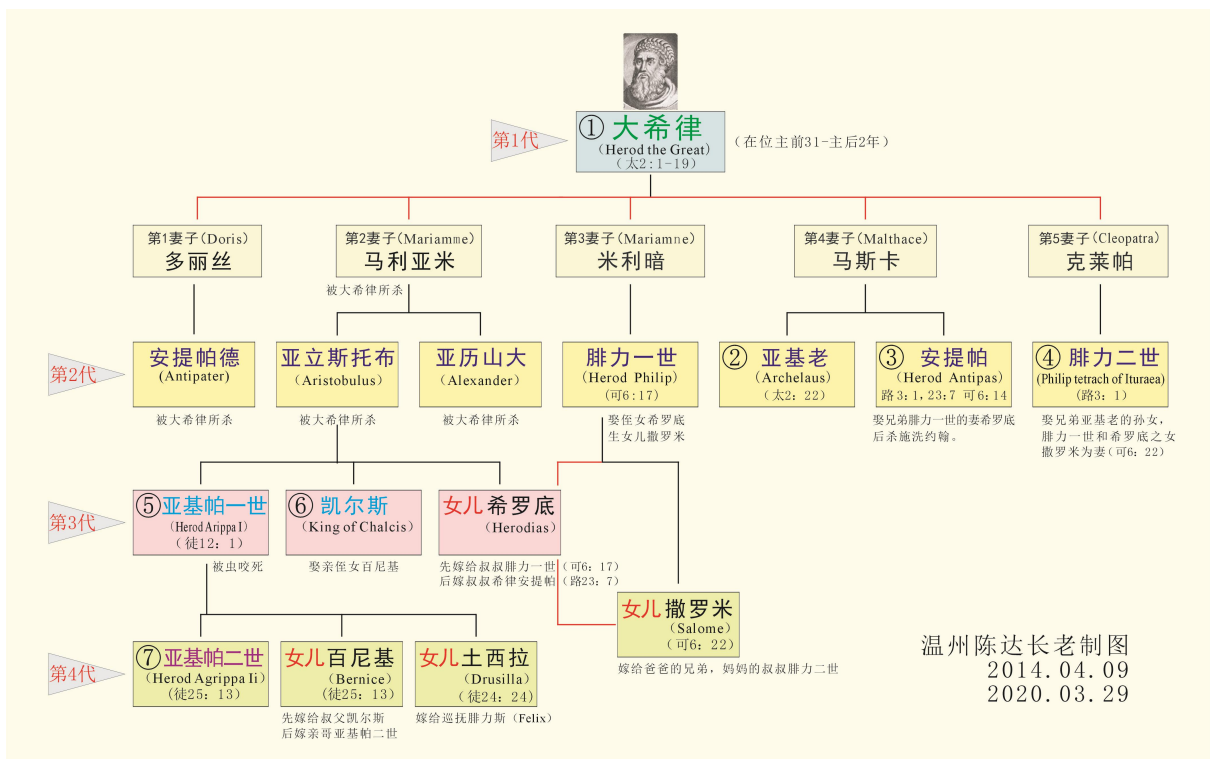 第1代
①大希律
(Herod the Great)
(太2:1-19)
(在位主前31-主后2年)
第1妻子(Doris)
多丽丝
第2妻子(Mariamme)
马利亚米
被大希律所杀
第3妻子(Mariamne)
米利暗
第4妻子(Malthace)
马斯卡
第5妻子(Cleopatra)
克莱帕
第2代
安提帕德
(Antipater)
被大希律所杀
亚立斯托布
(Aristobulus)
被大希律所杀
亚历山大
(Alexander)
被大希律所杀
腓力一世
(Herod Philip)
(可6:17)
娶侄女希罗底
生女儿撒罗米
②亚基老
(Archelaus)
(太2: 22)
③安提帕
(Herod Antipas)
路3:1,23:7 可6:14
娶兄弟腓力一世的妻希罗底
后杀施洗约翰。
④腓力二世
(Philip tetrach of Ituraea)
(路3: 1)
娶兄弟亚基老的孙女,
腓力一世和希罗底之女
撒罗米为妻(可6: 22)
第3代
⑤亚基帕一世
(Herod Arippa I)
(徒12: 1)
被虫咬死
⑥凯尔斯
(King of Chalcis)
娶亲侄女百尼基
女儿希罗底
(Herodias)
先嫁给叔叔腓力一世(可6: 17)
后嫁叔叔希律安提帕(路23: 7)
女儿撒罗米
(Salome)
(可6: 22)
嫁给爸爸的兄弟,妈妈的叔叔腓力二世
第4代
⑦亚基帕二世
(Herod Agrippa Ii)
(徒25: 13)
女儿百尼基
(Bernice)
(徒25: 13)
先嫁给叔父凯尔斯
后嫁亲哥亚基帕二世
女儿土西拉
(Drusilla)
(徒24: 24)
嫁给巡抚腓力斯(Felix)
温州陈达长老制图
2014.04.09
2020.03.29